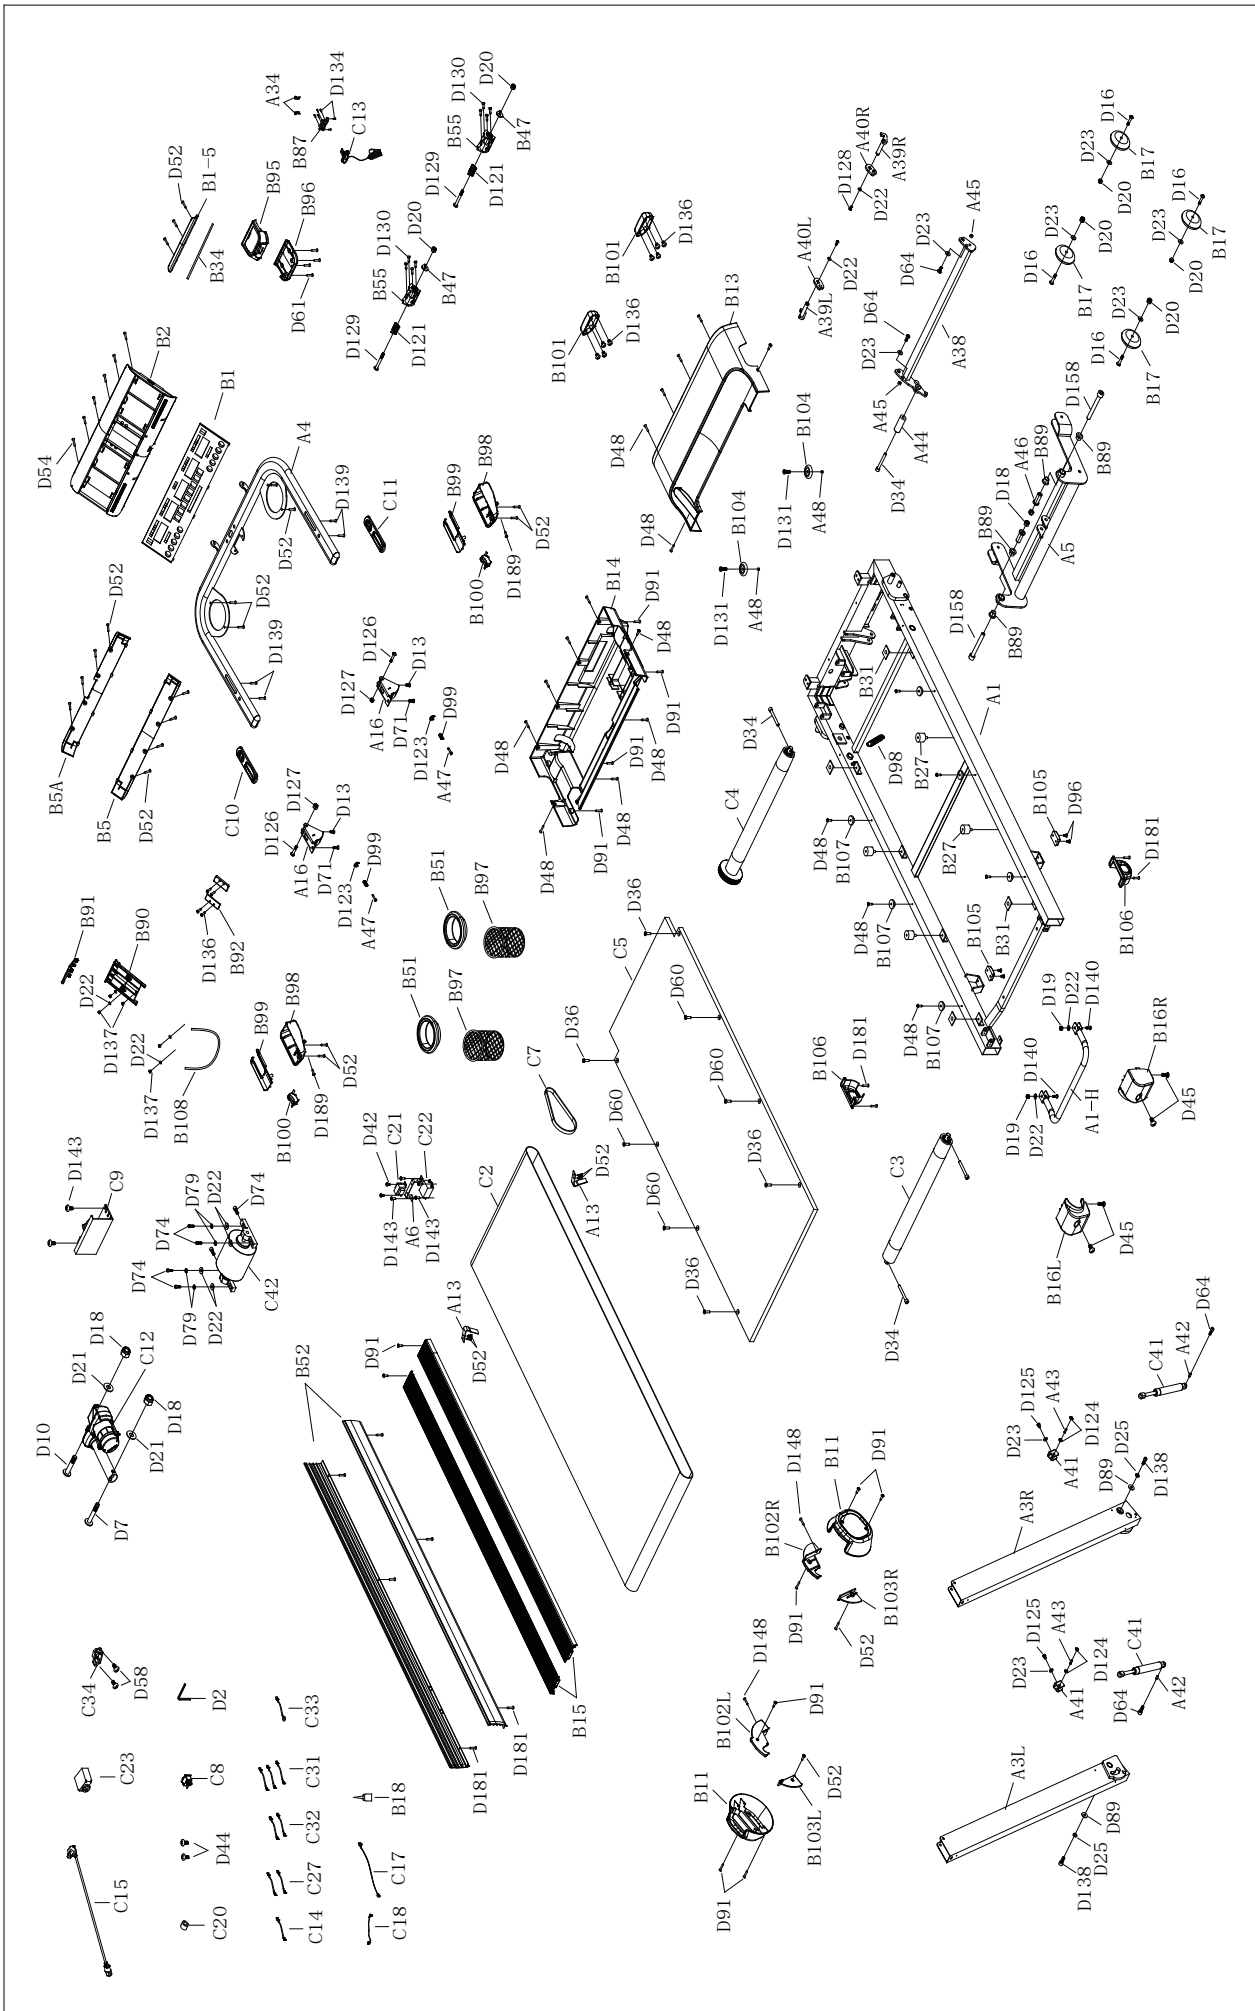 A34
D134
B87
C13
D52
B1-5
B95
B34
B96
D61
D20
D130
B55
B47
D129
D121
D20
D130
B55
B47
D129
D121
B2
D54
B1
A4
D139
D52
D52
D139
C11
C10
D52
B5A
B5
D52
B101
D136
B101
D136
B13
D48
D48
B104
D131
A48
B104
D131
A48
B98
B99
D52
D189
B100
B14
D91
D48
D91
D48
D91
D48
D91
D48
D48
D126
D13
D127
A16
D71
D99
D123
A47
D127
D13
D126
A16
D71
D99
D123
A47
B91
B90
D22
D137
D22
D137
B108
D136
B92
B98
B99
D52
D189
B100
B51
B97
B51
B97
C7
D143
C9
D74
D22
D79
D74
D74
D79
D22
C42
D42
C21
C22
D143
A6
D143
D52
A13
A13
D52
C2
C5
D36
D60
D36
D60
D60
D36
D60
D36
C4
D34
D128
D22
A40R
A39R
A40L
D22
A39L
D64
D23
A45
D64
D23
A38
A45
A44
D34
D16
D23
B17
D20
D16
D23
B17
D20
D23
D20
D16
B17
D23
D20
D16
B17
D158
B89
B89
A46
D18
B89
A5
D158
B89
B31
A1
D98
B27
B27
B105
D96
D48
B107
D181
B106
D48
B107
B105
B31
D48
B107
D19
D22
D140
D140
D19
D22
A1-H
B16R
D45
B106
D181
C3
D34
B16L
D45
D64
A42
C41
D125
A43
D23
D124
A41
D25
D89
D138
A3R
D125
A43
D23
D124
A41
C41
D64
A42
A3L
D89
D25
D138
D18
C12
D21
D18
D21
D10
D7
B52
D91
B15
D181
D181
D148
B11
D91
B102R
D91
B103R
D52
D148
D91
B102L
B11
D52
B103L
D91
C34
D58
D2
C33
C23
C8
C31
B18
C32
D44
C27
C17
C15
C20
C14
C18